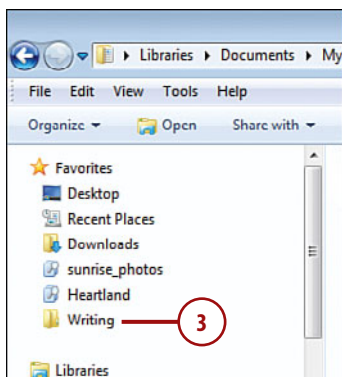 Libraries Documents My
File Edit View Tools Help
Organize Open Share with
Favorites
Desktop
Recent Places
Downloads
sunrise_photos
Heartland
Writing 3
Libraries